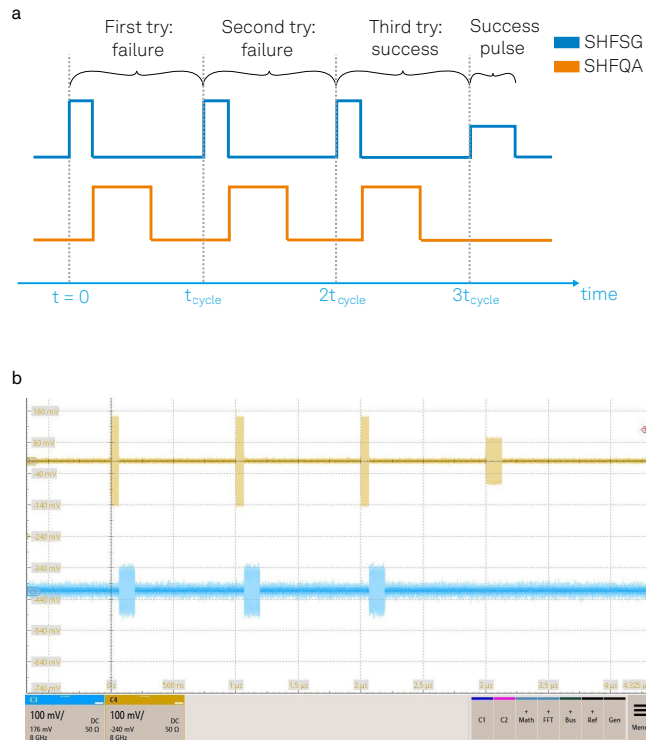 a
First try:
failure
Second try:
failure
Third try:
success
Success
pulse
SHFSG
SHFQA
t = 0
tcycle
2tcycle
3tcycle
time
b
160 mV
60 mV
-40 mV
-140 mV
-240 mV
-340 mV
-440 mV
-540 mV
-640 mV
-740 mV
0s 500 ns 1 µs 1,5 µs 2 µs 2,5 µs 3 µs 3,5 µs 4 µs 4,325 µs
C3
100 mV/
DC
176 mV
50 Ω
8 GHz
C4
100 mV/
DC
-240 mV
50 Ω
8 GHz
C1
C2
+ Math
+ FFT
+ Bus
+ Ref
Gen
Menu